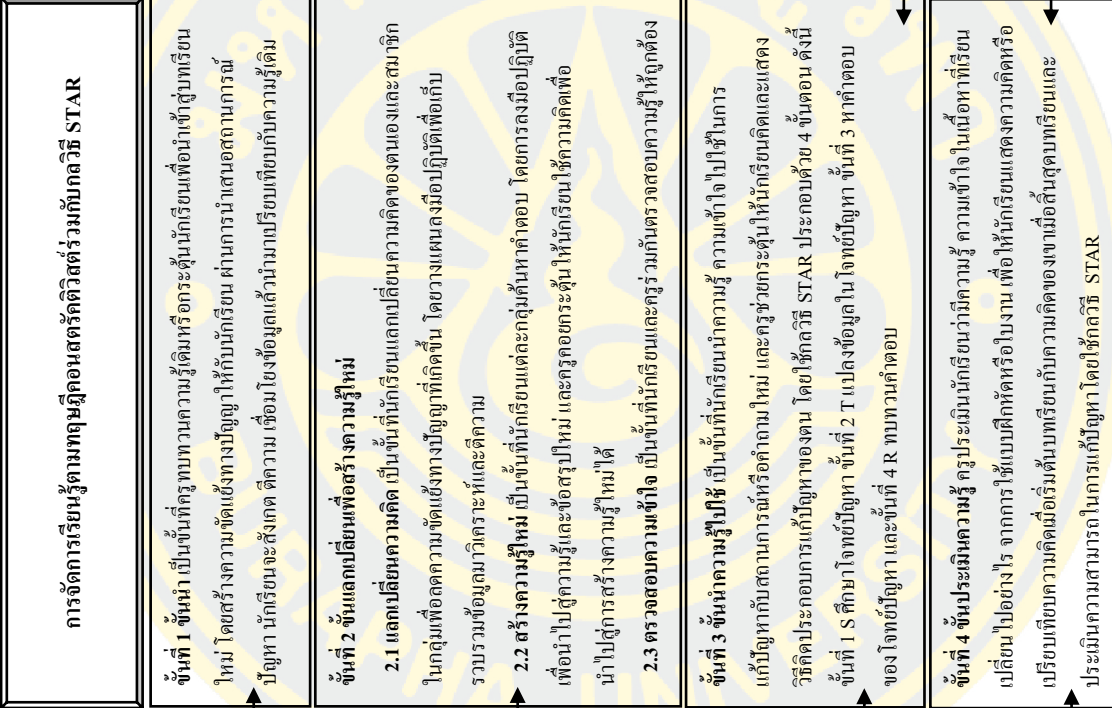 การจัดการเรียนรู้ตามทฤษฎีคอนสตรัคติวิสต์ร่วมกับกลวิธี STAR
ขั้นที่ 1 ขั้นนำ เป็นขั้นที่ครูทบทวนความรู้เดิมหรือกระตุ้นนักเรียนเพื่อนำเข้าสู่บทเรียน
ใหม่ โดยสร้างความขัดแย้งทางปัญญาให้กับนักเรียน ผ่านการนำเสนอสถานการณ์
ปัญหา นักเรียนจะสังเกต ตีความ เชื่อมโยงข้อมูลแล้วนำมาเปรียบเทียบกับความรู้เดิม
ขั้นที่ 2 ขั้นแลกเปลี่ยนเพื่อสร้างความรู้ใหม่
2.1 แลกเปลี่ยนความคิด เป็นขั้นที่นักเรียนแลกเปลี่ยนความคิดของตนเองและสมาชิก
ในกลุ่มเพื่อลดความขัดแย้งทางปัญญาที่เกิดขึ้น โดยวางแผนลงมือปฏิบัติเพื่อเก็บ
รวบรวมข้อมูลมาวิเคราะห์และตีความ
2.2 สร้างความรู้ใหม่ เป็นขั้นที่นักเรียนแต่ละกลุ่มค้นหาคำตอบ โดยการลงมือปฏิบัติ
เพื่อนำไปสู่ความรู้และข้อสรุปใหม่ และครูคอยกระตุ้นให้นักเรียนใช้ความคิดเพื่อ
นำไปสู่การสร้างความรู้ใหม่ได้
2.3 ตรวจสอบความเข้าใจ เป็นขั้นที่นักเรียนและครูร่วมกันตรวจสอบความรู้ให้ถูกต้อง
ขั้นที่ 3 ขั้นนำความรู้ไปใช้ เป็นขั้นที่นักเรียนนำความรู้ ความเข้าใจ ไปใช้ในการ
แก้ปัญหากับสถานการณ์หรือคำถามใหม่ และครูช่วยกระตุ้นให้นักเรียนคิดและแสดง
วิธีคิดประกอบการแก้ปัญหาของตน โดยใช้กลวิธี STAR ประกอบด้วย 4 ขั้นตอน ดังนี้
ขั้นที่ 1 S ศึกษาโจทย์ปัญหา ขั้นที่ 2 T แปลงข้อมูลในโจทย์ปัญหา ขั้นที่ 3 หาคำตอบ
ของโจทย์ปัญหา และขั้นที่ 4 R ทบทวนคำตอบ
ขั้นที่ 4 ขั้นประเมินความรู้ ครูประเมินนักเรียนว่ามีความรู้ ความเข้าใจในเนื้อหาที่เรียน
เปลี่ยนไปอย่างไร จากการใช้แบบฝึกหัดหรือใบงาน เพื่อให้นักเรียนแสดงความคิดหรือ
เปรียบเทียบความคิดเมื่อเริ่มต้นบทเรียนกับความคิดของเขาเมื่อสิ้นสุดบทเรียนและ
ประเมินความสามารถในการแก้ปัญหาโดยใช้กลวิธี STAR